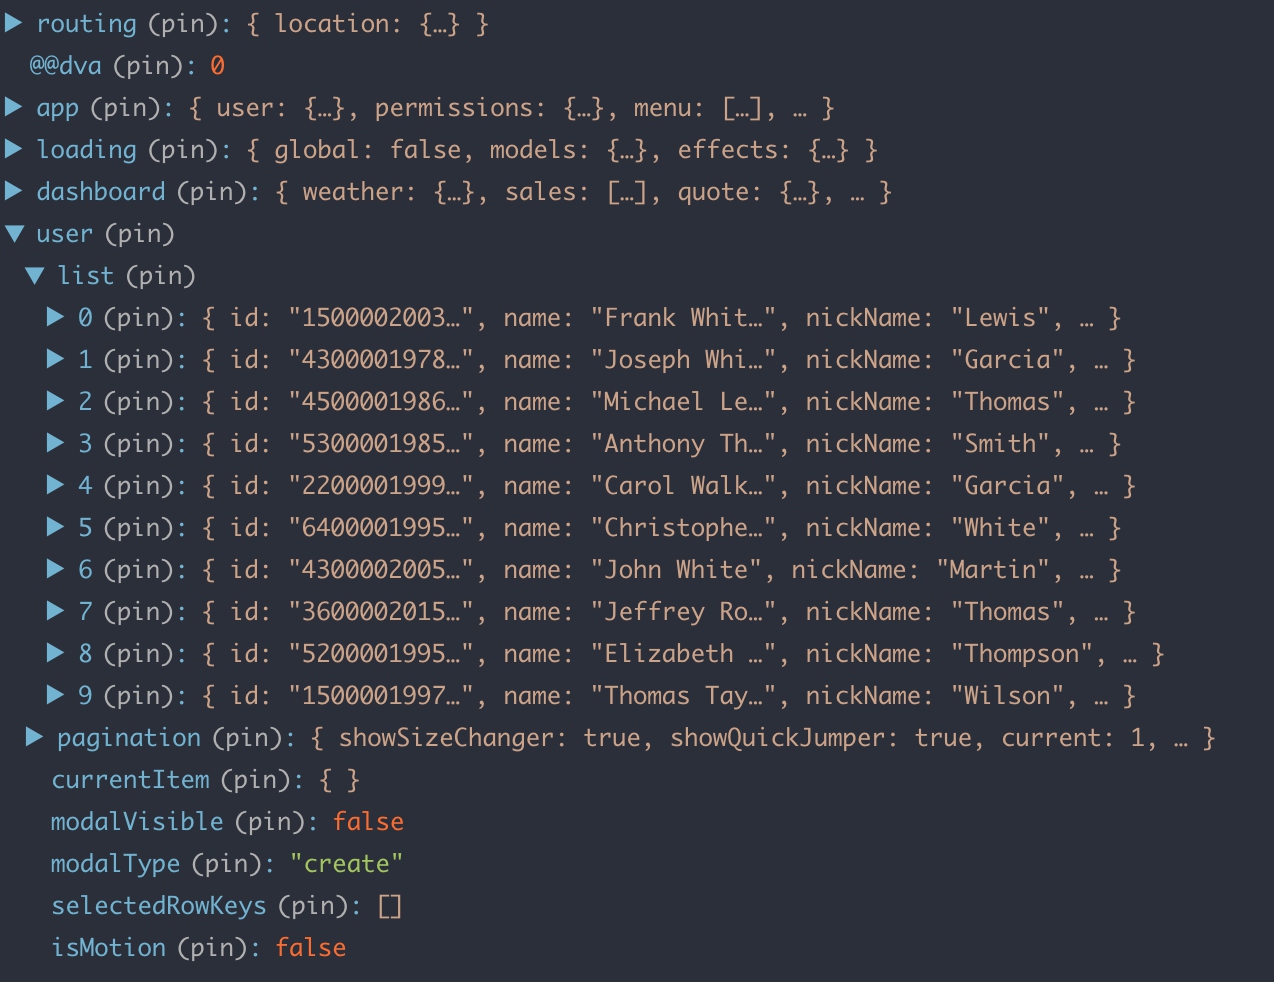 routing (pin): { location: {…} }
@@dva (pin): 0
app (pin): { user: {…}, permissions: {…}, menu: […], … }
loading (pin): { global: false, models: {…}, effects: {…} }
dashboard (pin): { weather: {…}, sales: […], quote: {…}, … }
user (pin)
list (pin)
0 (pin): { id: "1500002003…", name: "Frank Whit…", nickName: "Lewis", … }
1 (pin): { id: "4300001978…", name: "Joseph Whi…", nickName: "Garcia", … }
2 (pin): { id: "4500001986…", name: "Michael Le…", nickName: "Thomas", … }
3 (pin): { id: "5300001985…", name: "Anthony Th…", nickName: "Smith", … }
4 (pin): { id: "2200001999…", name: "Carol Walk…", nickName: "Garcia", … }
5 (pin): { id: "6400001995…", name: "Christophe…", nickName: "White", … }
6 (pin): { id: "4300002005…", name: "John White", nickName: "Martin", … }
7 (pin): { id: "3600002015…", name: "Jeffrey Ro…", nickName: "Thomas", … }
8 (pin): { id: "5200001995…", name: "Elizabeth …", nickName: "Thompson", … }
9 (pin): { id: "1500001997…", name: "Thomas Tay…", nickName: "Wilson", … }
pagination (pin): { showSizeChanger: true, showQuickJumper: true, current: 1, … }
currentItem (pin): { }
modalVisible (pin): false
modalType (pin): "create"
selectedRowKeys (pin): []
isMotion (pin): false